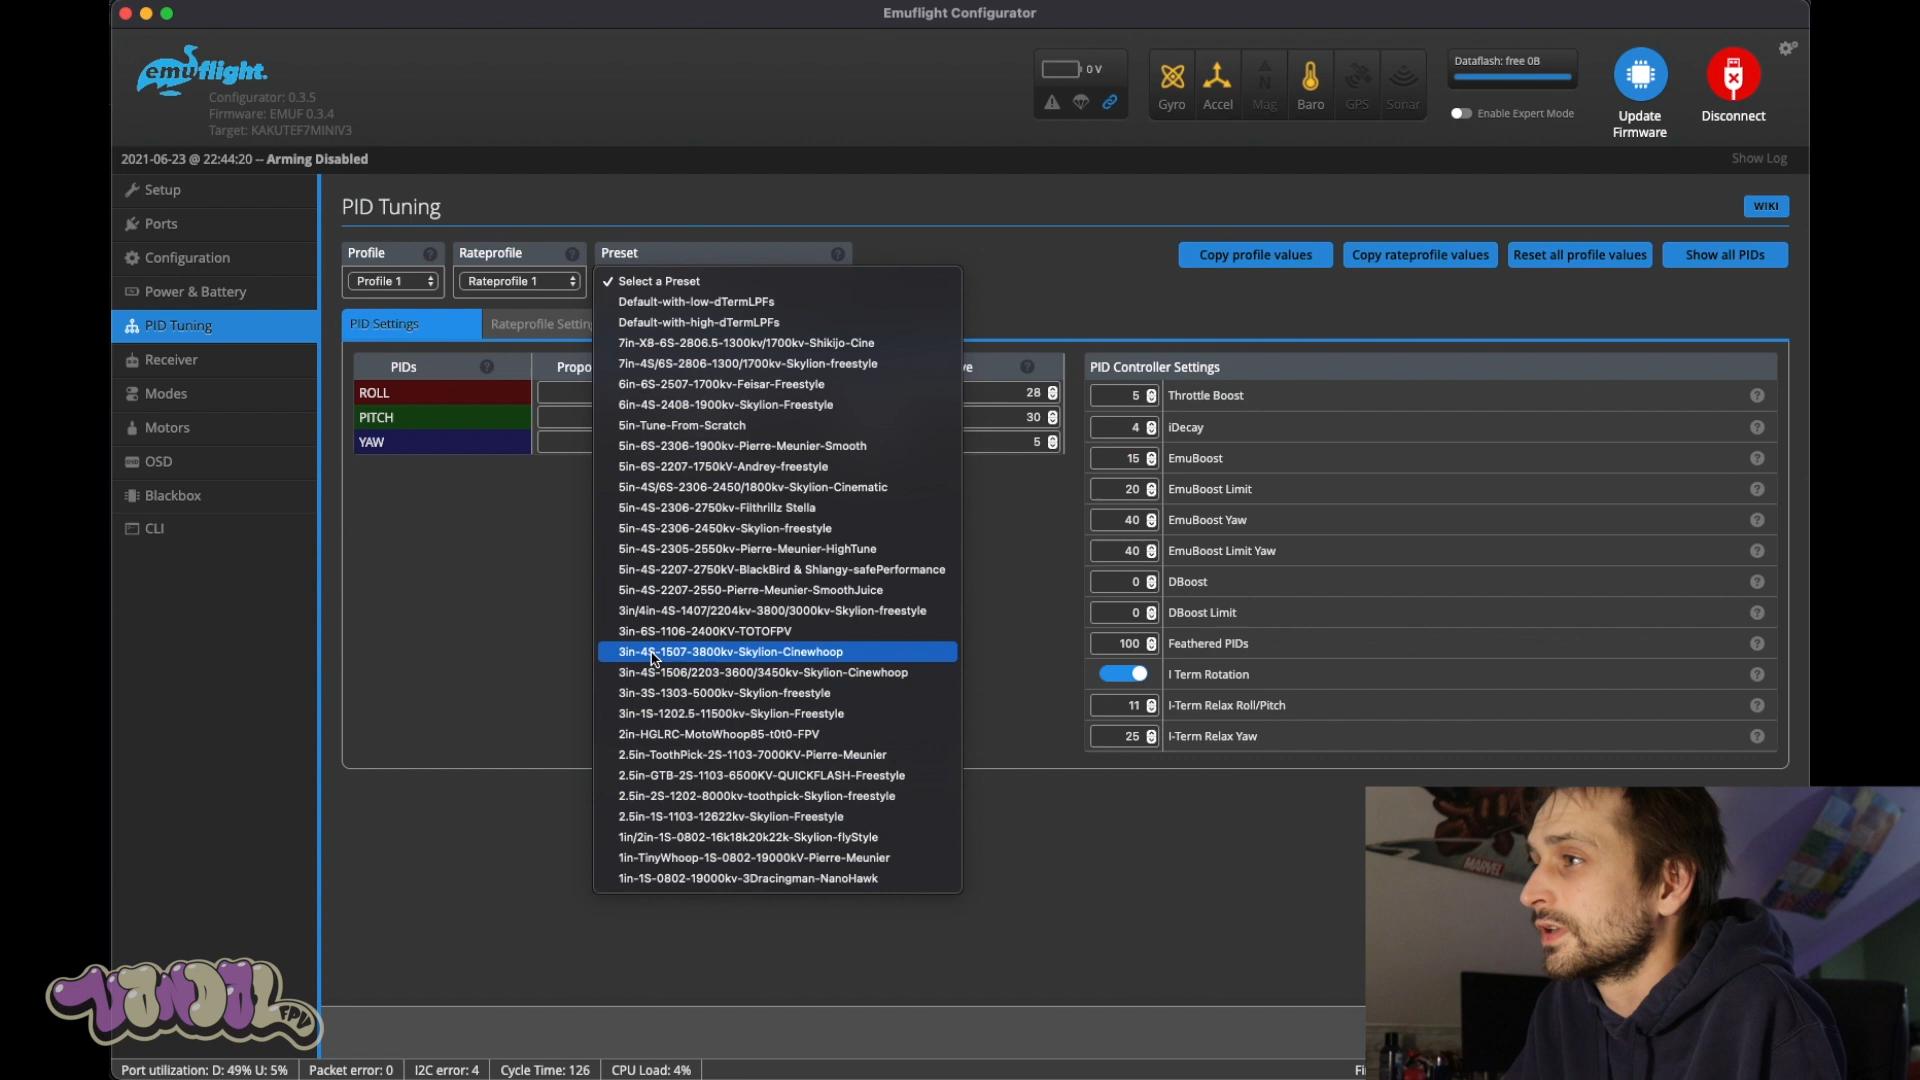 Emuflight Configurator
emuflight.
Configurator: 0.3.5
Firmware: EMUF 0.3.4
Target: KAKUTEF7MINIV3
0 V
Gyro
Accel
Mag
Baro
GPS
Sonar
Dataflash: free 0B
Enable Expert Mode
Update Firmware
Disconnect
2021-06-23 @ 22:44:20 -- Arming Disabled
Show Log
Setup
Ports
Configuration
Power & Battery
PID Tuning
Receiver
Modes
Motors
OSD
Blackbox
CLI
PID Tuning
WIKI
Profile
Rateprofile
Preset
Profile 1
Rateprofile 1
Copy profile values
Copy rateprofile values
Reset all profile values
Show all PIDs
PID Settings
Rateprofile Settin
PIDs
Propo
ve
ROLL
28
PITCH
30
YAW
5
✓ Select a Preset
Default-with-low-dTermLPFs
Default-with-high-dTermLPFs
7in-X8-6S-2806.5-1300kv/1700kv-Shikijo-Cine
7in-4S/6S-2806-1300/1700kv-Skylion-freestyle
6in-6S-2507-1700kv-Feisar-Freestyle
6in-4S-2408-1900kv-Skylion-Freestyle
5in-Tune-From-Scratch
5in-6S-2306-1900kv-Pierre-Meunier-Smooth
5in-6S-2207-1750kV-Andrey-freestyle
5in-4S/6S-2306-2450/1800kv-Skylion-Cinematic
5in-4S-2306-2750kv-Filthrillz Stella
5in-4S-2306-2450kv-Skylion-freestyle
5in-4S-2305-2550kv-Pierre-Meunier-HighTune
5in-4S-2207-2750kV-BlackBird & Shlangy-safePerformance
5in-4S-2207-2550-Pierre-Meunier-SmoothJuice
3in/4in-4S-1407/2204kv-3800/3000kv-Skylion-freestyle
3in-6S-1106-2400KV-TOTOFPV
3in-4S-1507-3800kv-Skylion-Cinewhoop
3in-4S-1506/2203-3600/3450kv-Skylion-Cinewhoop
3in-3S-1303-5000kv-Skylion-freestyle
3in-1S-1202.5-11500kv-Skylion-Freestyle
2in-HGLRC-MotoWhoop85-t0t0-FPV
2.5in-ToothPick-2S-1103-7000KV-Pierre-Meunier
2.5in-GTB-2S-1103-6500KV-QUICKFLASH-Freestyle
2.5in-2S-1202-8000kv-toothpick-Skylion-freestyle
2.5in-1S-1103-12622kv-Skylion-Freestyle
1in/2in-1S-0802-16k18k20k22k-Skylion-flyStyle
1in-TinyWhoop-1S-0802-19000kV-Pierre-Meunier
1in-1S-0802-19000kv-3Dracingman-NanoHawk
PID Controller Settings
5 Throttle Boost
4 iDecay
15 EmuBoost
20 EmuBoost Limit
40 EmuBoost Yaw
40 EmuBoost Limit Yaw
0 DBoost
0 DBoost Limit
100 Feathered PIDs
I Term Rotation
11 I-Term Relax Roll/Pitch
25 I-Term Relax Yaw
MARVEL
VANDAL FPV
Port utilization: D: 49% U: 5%
Packet error: 0
I2C error: 4
Cycle Time: 126
CPU Load: 4%
Fi